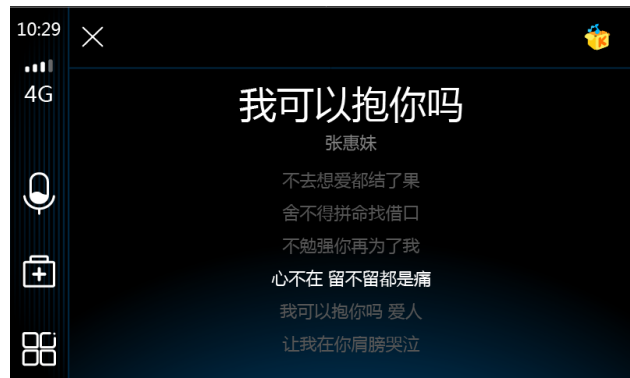 10:29
4G
K
我可以抱你吗
张惠妹
不去想爱都结了果
舍不得拼命找借口
不勉强你再为了我
心不在 留不留都是痛
我可以抱你吗 爱人
让我在你肩膀哭泣